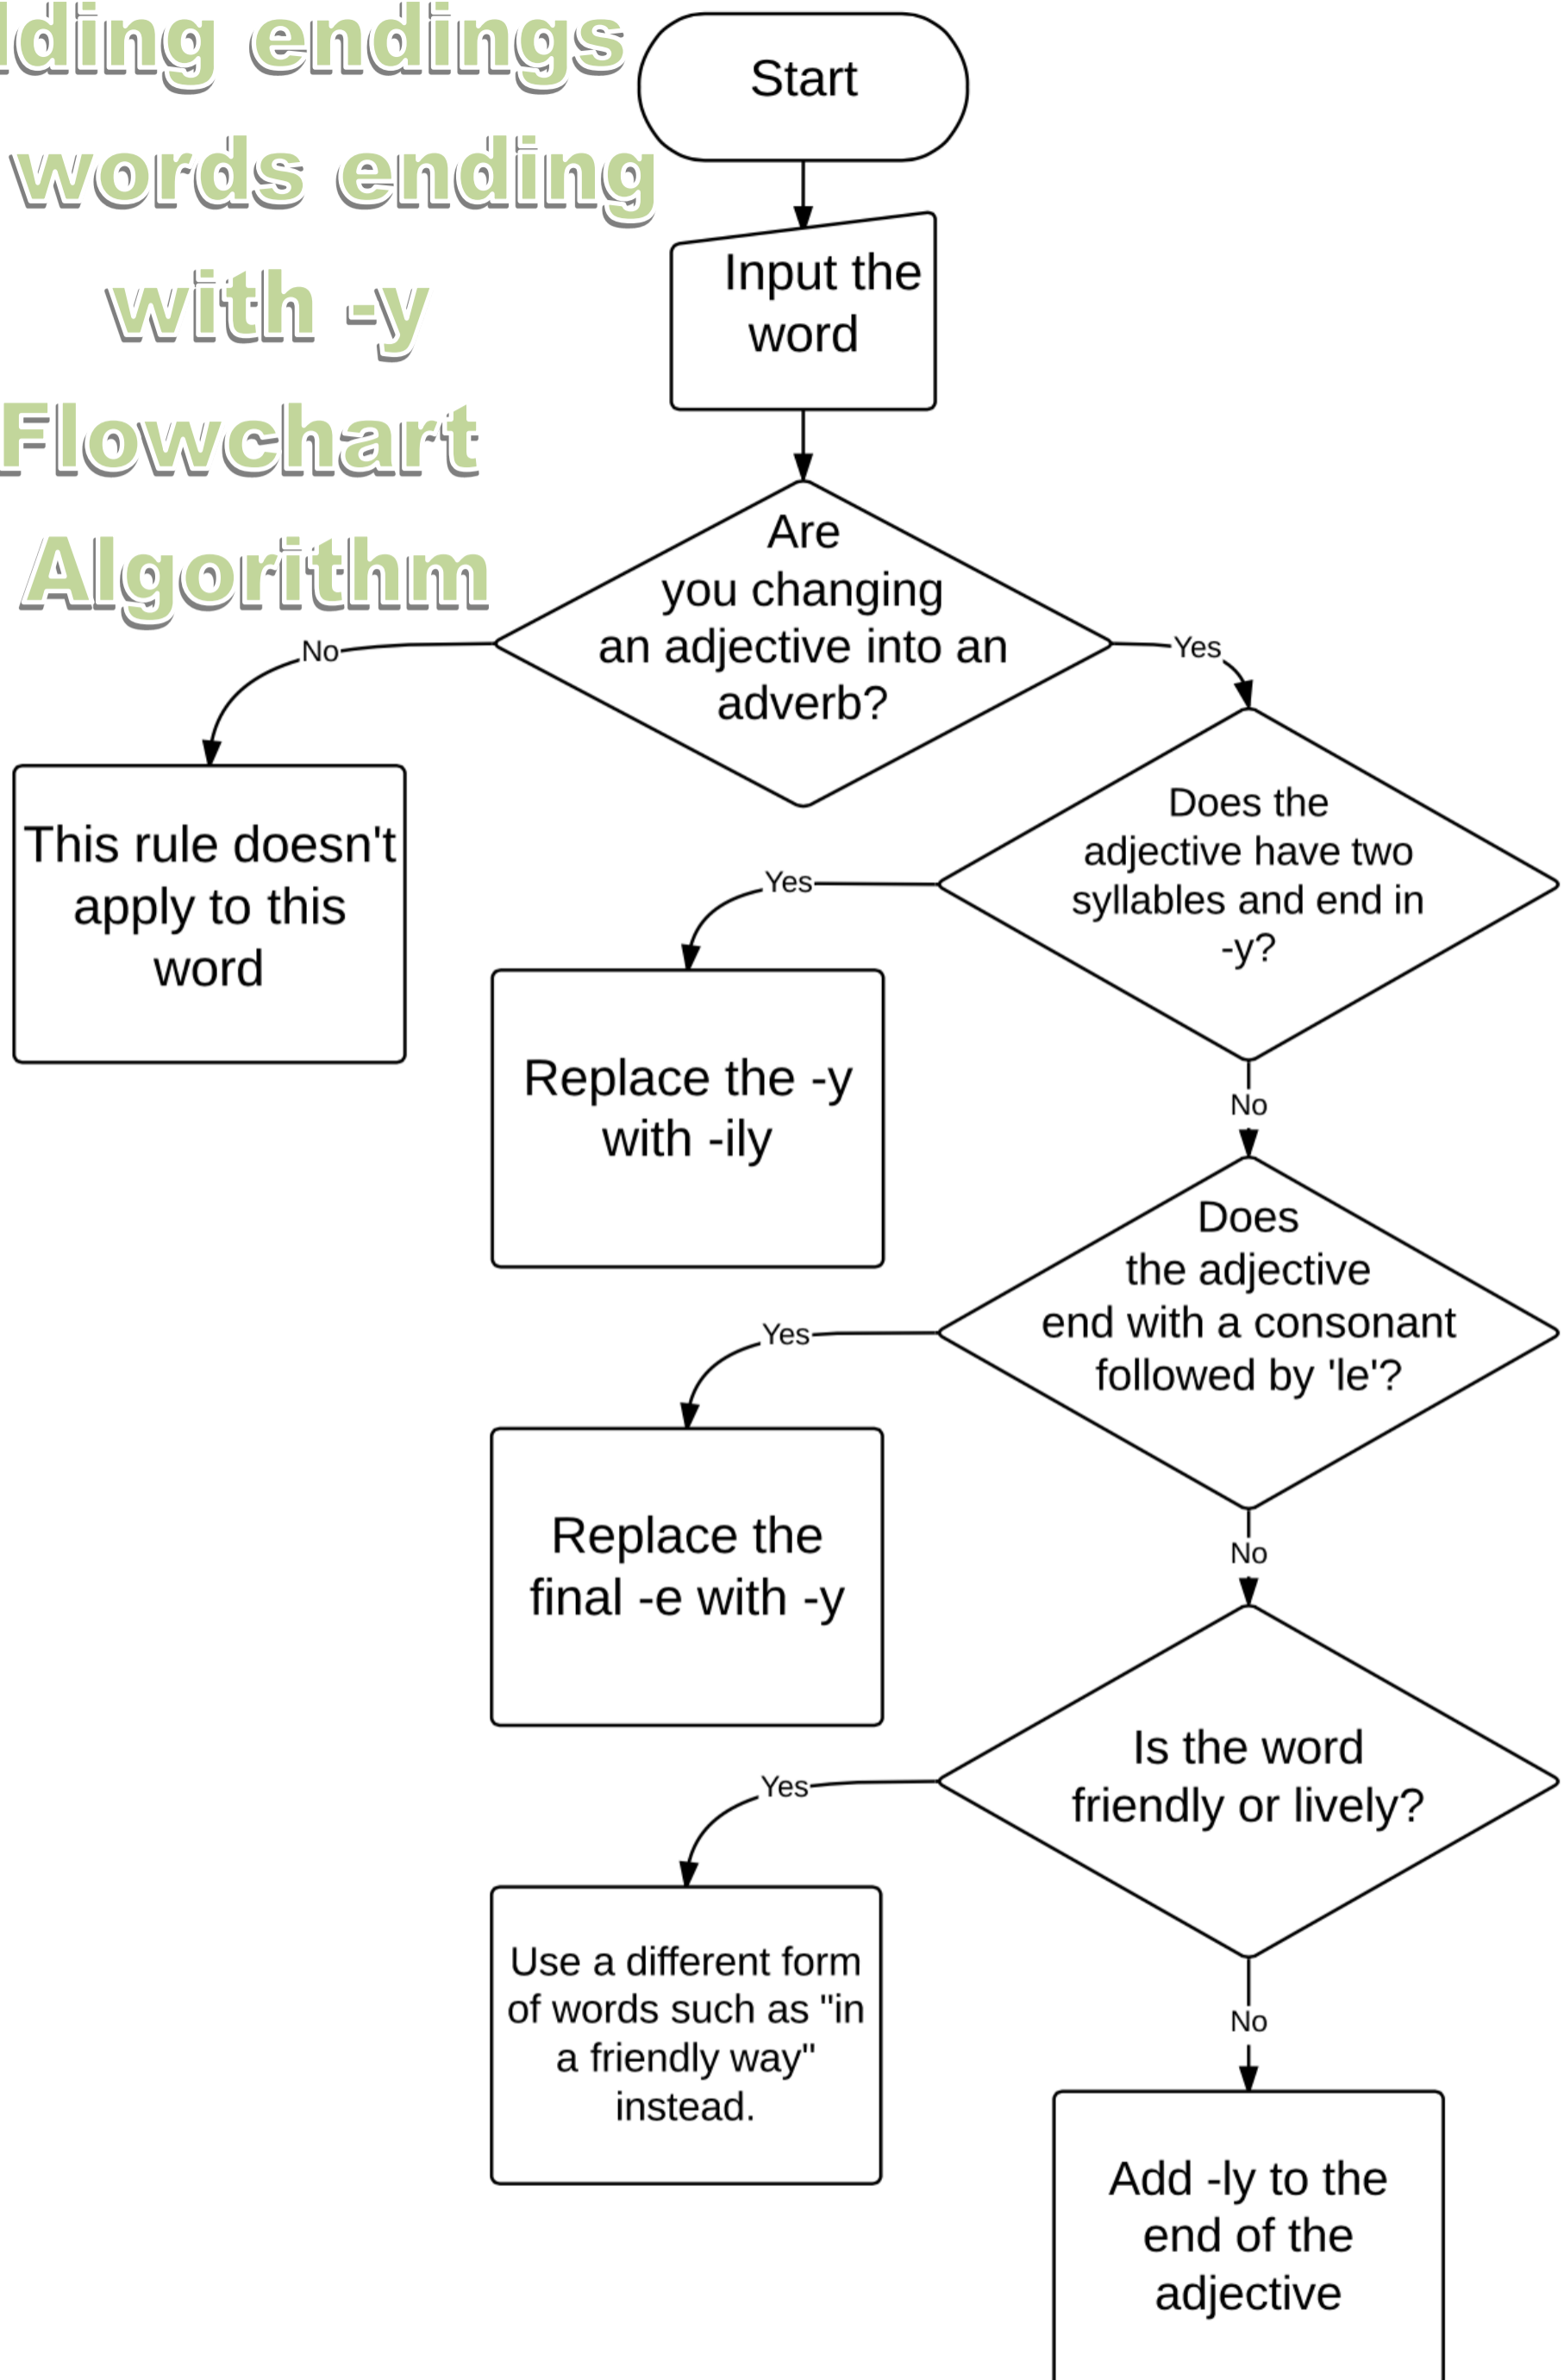 lding endings
words ending
with -y
Flowchart
Algorithm
Start
Input the
word
Are
you changing
an adjective into an
adverb?
No
Yes
This rule doesn't
apply to this
word
Does the
adjective have two
syllables and end in
-y?
Yes
No
Replace the -y
with -ily
Does
the adjective
end with a consonant
followed by 'le'?
Yes
No
Replace the
final -e with -y
Is the word
friendly or lively?
Yes
No
Use a different form
of words such as "in
a friendly way"
instead.
Add -ly to the
end of the
adjective